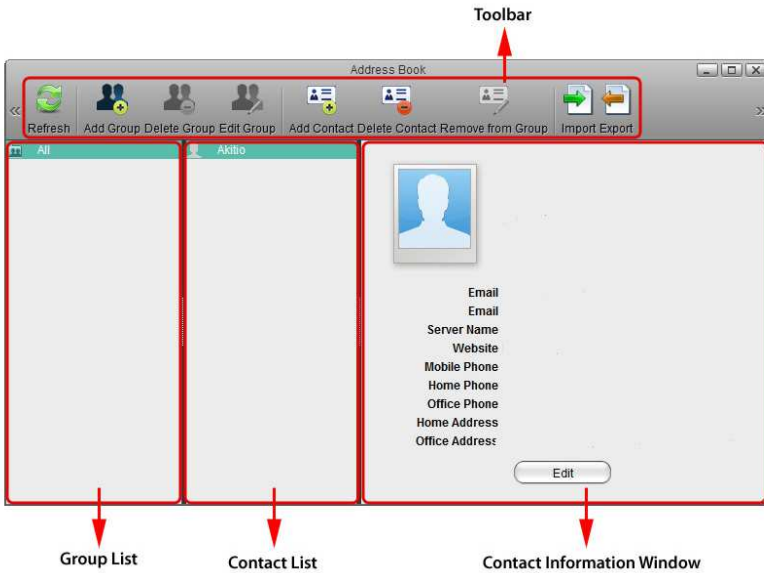 Toolbar
Address Book
Refresh Add Group Delete Group Edit Group Add Contact Delete Contact Remove from Group Import Export
All
Akitio
Email
Email
Server Name
Website
Mobile Phone
Home Phone
Office Phone
Home Address
Office Address
Edit
Group List
Contact List
Contact Information Window